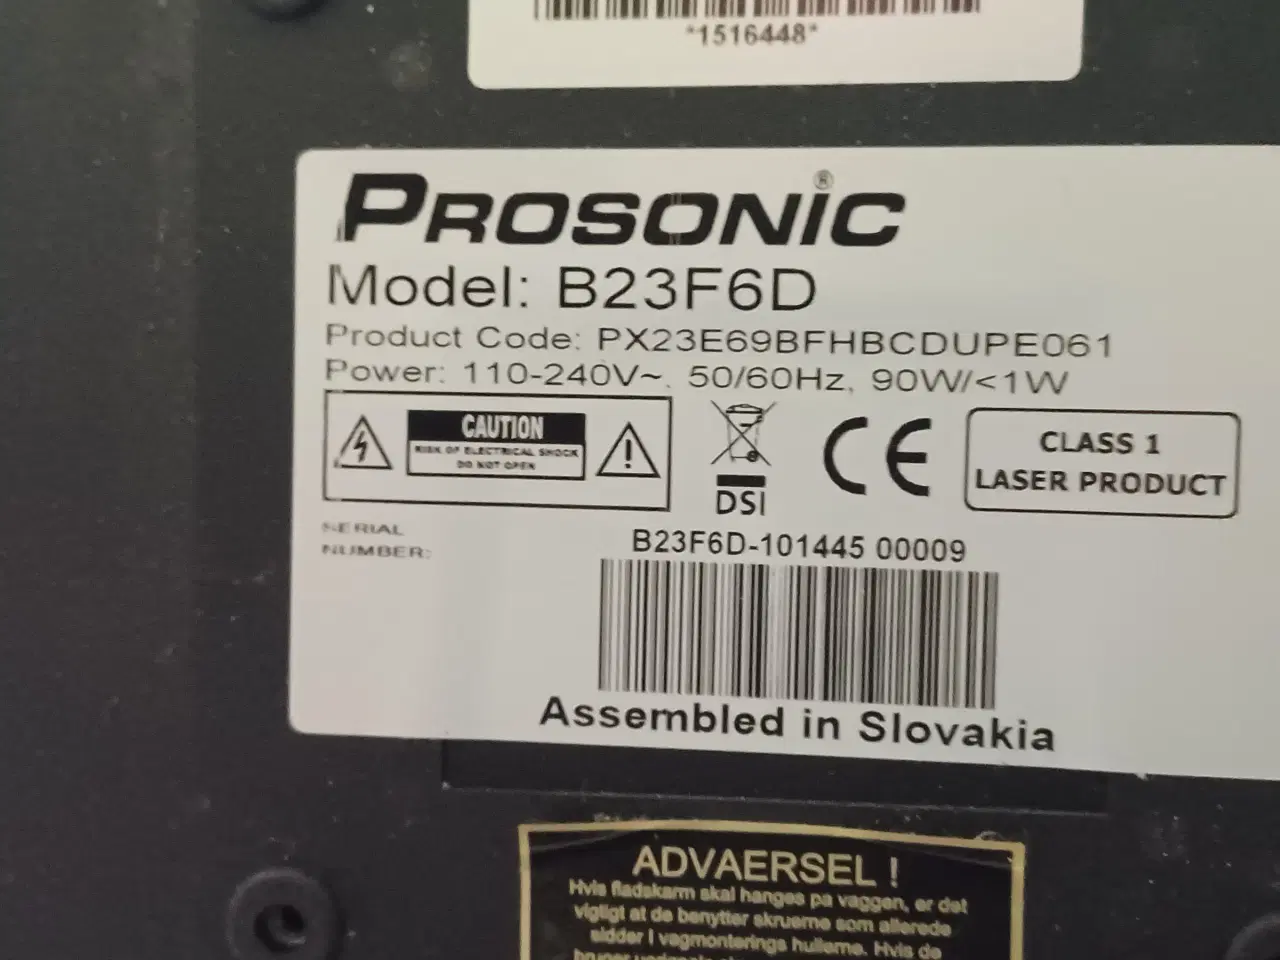 *1516448*
PROSONIC®
Model: B23F6D
Product Code: PX23E69BFHBCDUPE061
Power: 110-240V~, 50/60Hz, 90W/<1W
CAUTION
RISK OF ELECTRICAL SHOCK
DO NOT OPEN
DSI
CE
CLASS 1
LASER PRODUCT
SERIAL
NUMBER:
B23F6D-101445 00009
Assembled in Slovakia
ADVAERSEL !
Hvis fladskærm skal hænges pa væggen, er det
vigtigt at de benytter skruerne som allerede
sidder i vægmonterings hullerne. Hvis de